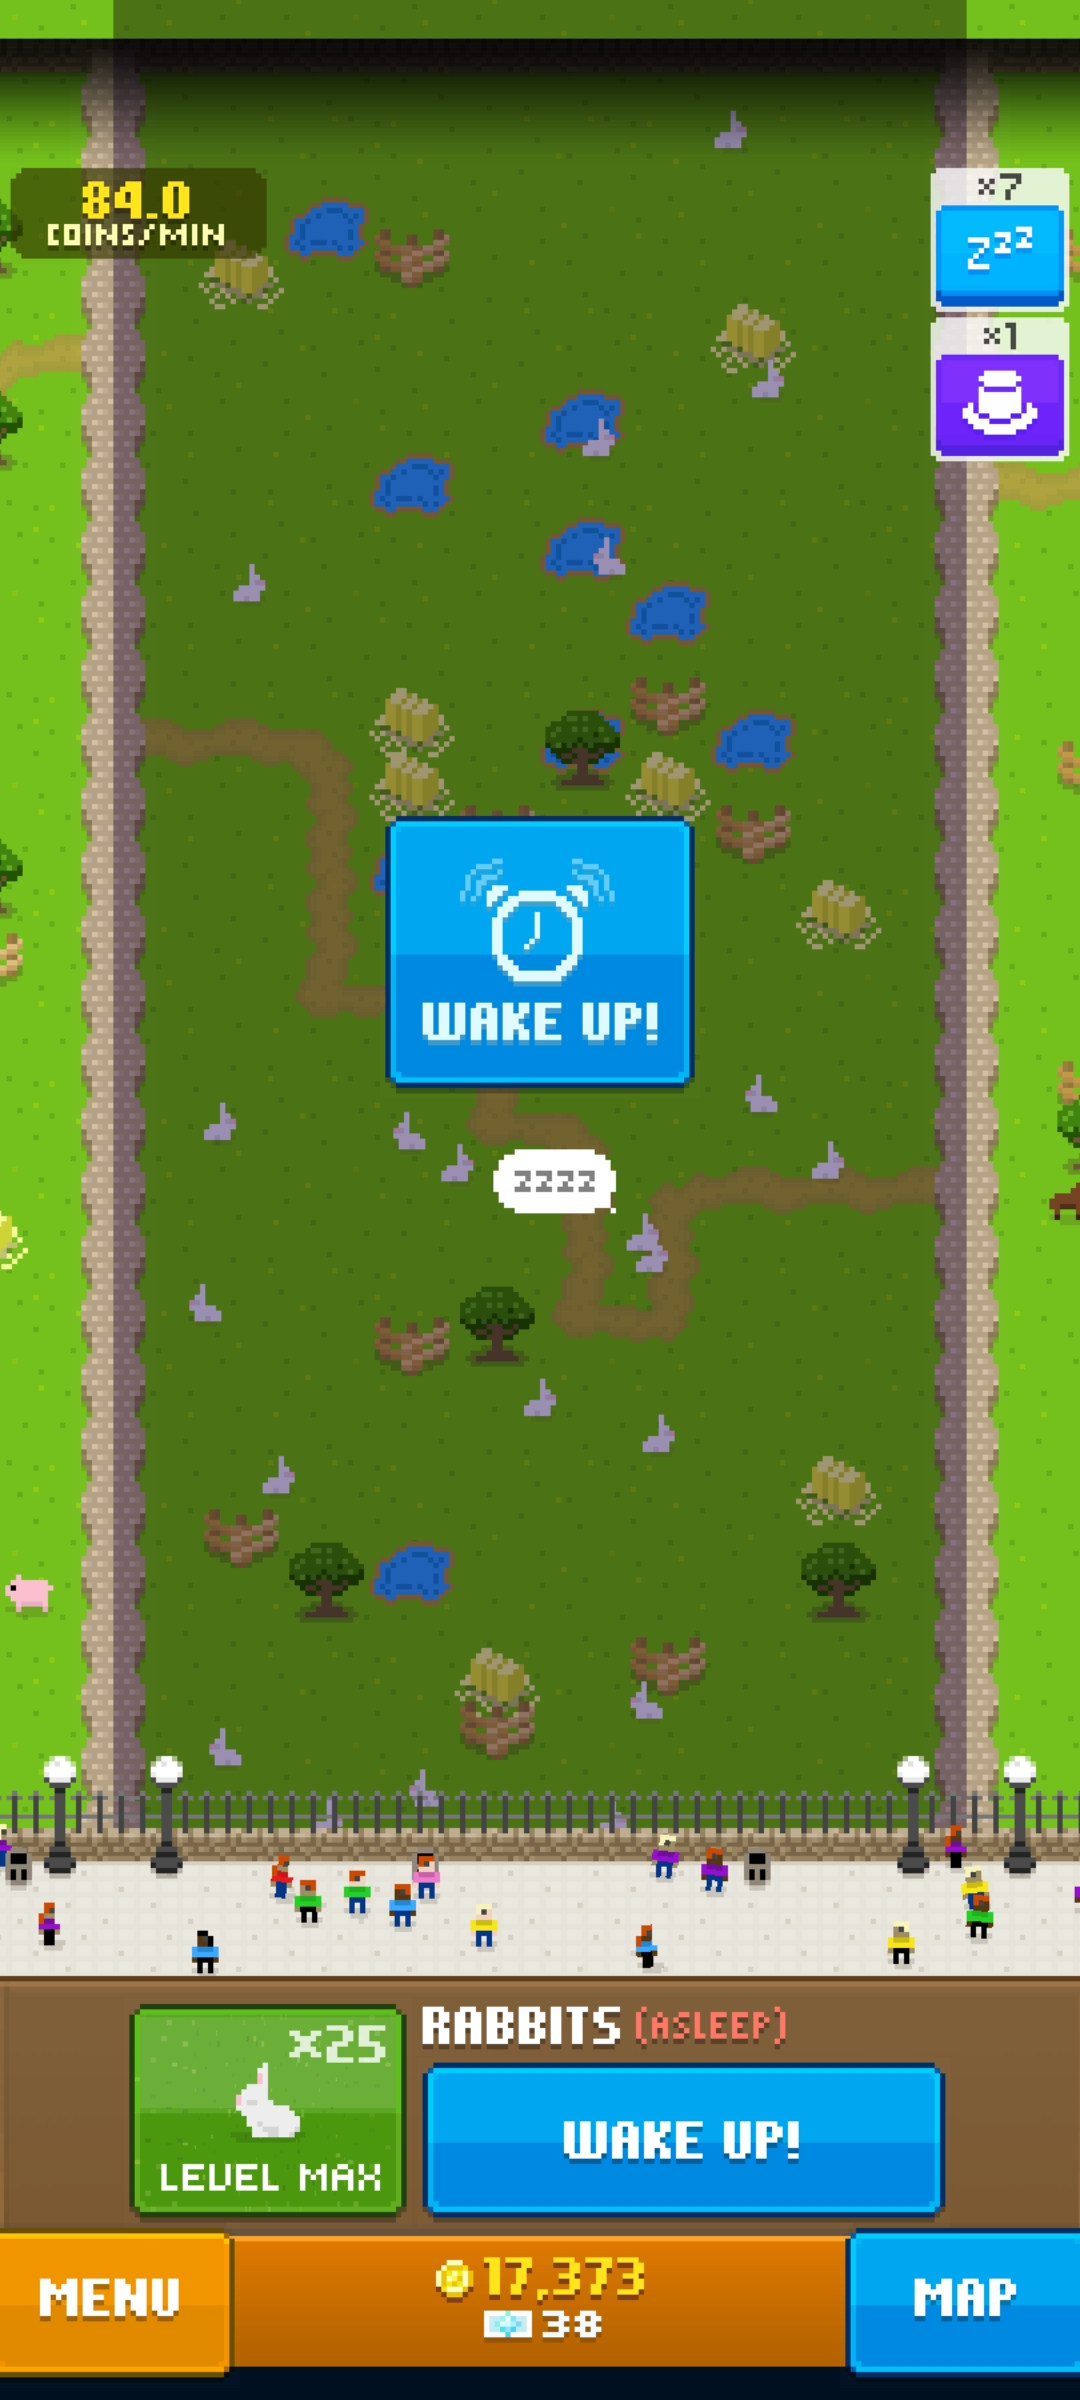 84.0
COINS/MIN
x7
zzz
x1
WAKE UP!
zzzz
RABBITS (ASLEEP)
x25
LEVEL MAX
WAKE UP!
MENU
17,373
38
MAP